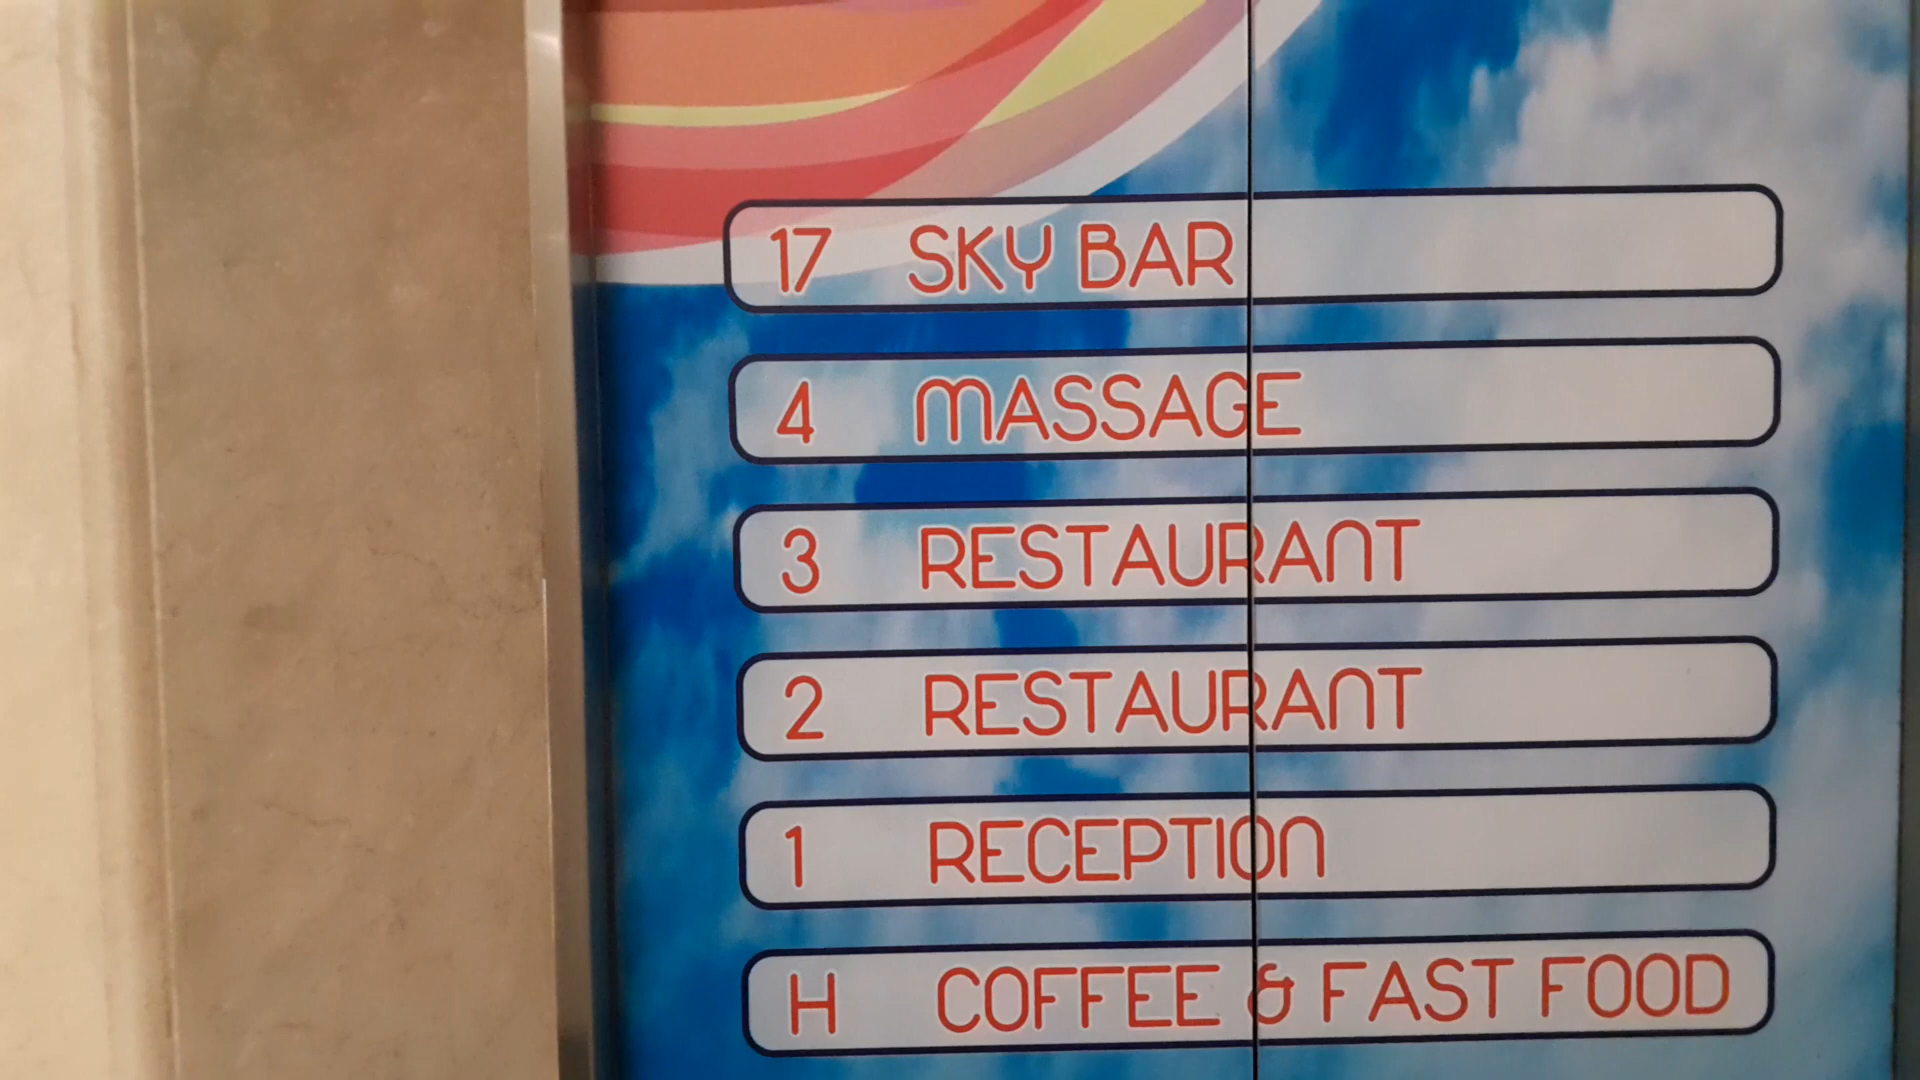 17 SKY BAR
4 MASSAGE
3 RESTAURANT
2 RESTAURANT
1 RECEPTION
H COFFEE & FAST FOOD